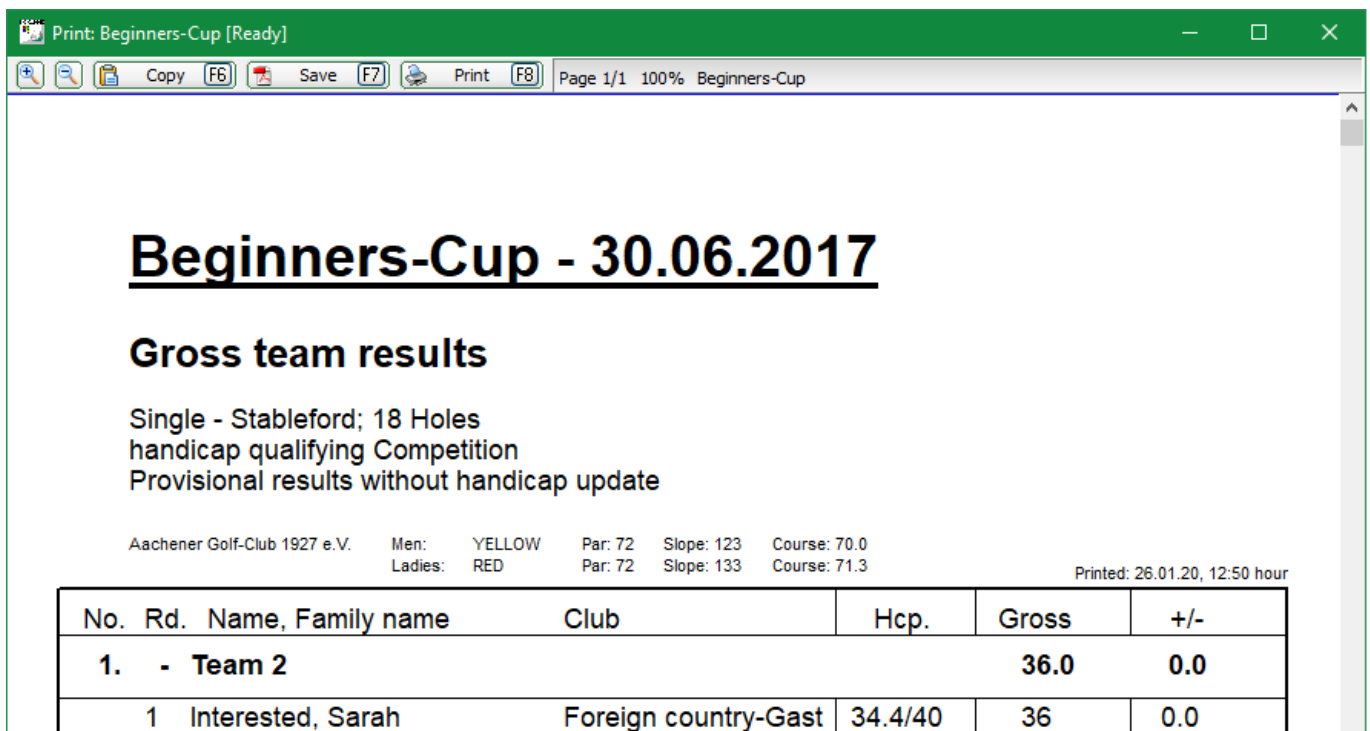 Print: Beginners-Cup [Ready]
Copy F6 Save F7 Print F8 Page 1/1 100% Beginners-Cup
Beginners-Cup - 30.06.2017
Gross team results
Single - Stableford; 18 Holes
handicap qualifying Competition
Provisional results without handicap update
Aachener Golf-Club 1927 e.V. Men: YELLOW Par: 72 Slope: 123 Course: 70.0
Ladies: RED Par: 72 Slope: 133 Course: 71.3
Printed: 26.01.20, 12:50 hour
No. Rd. Name, Family name Club Hcp. Gross +/-
1. - Team 2 36.0 0.0
1 Interested, Sarah Foreign country-Gast 34.4/40 36 0.0